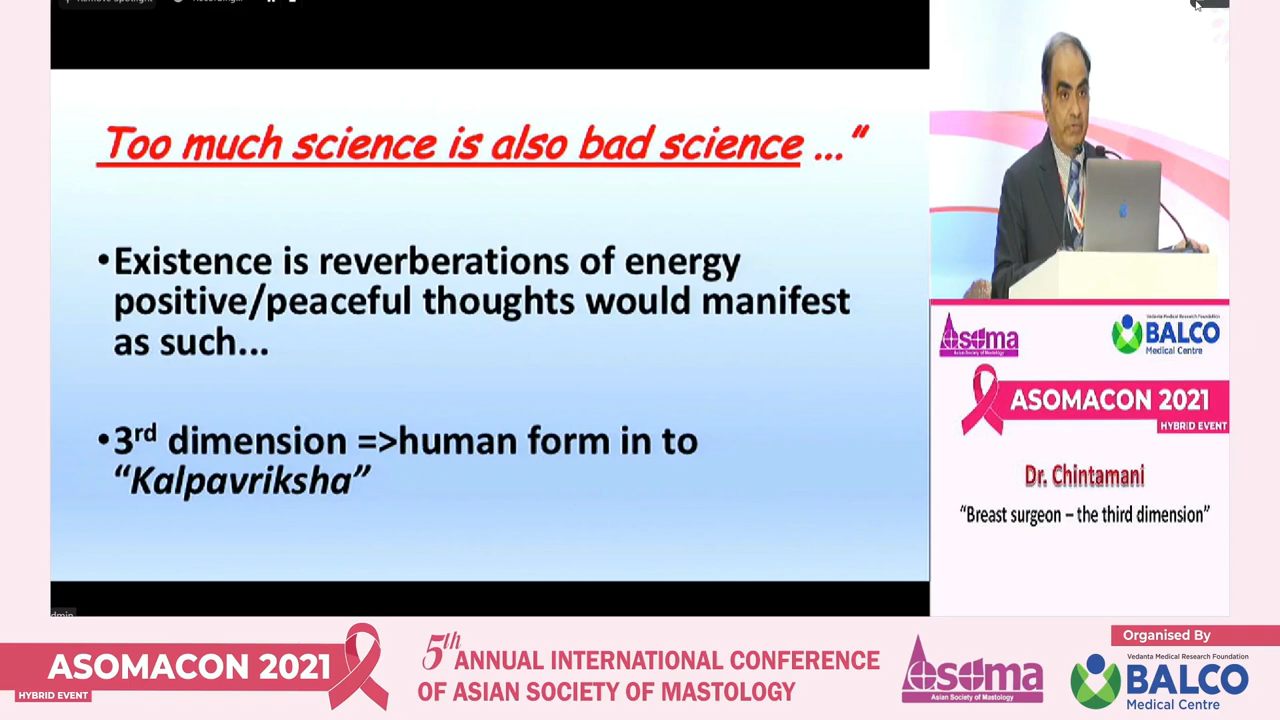 Too much science is also bad science ..."
•Existence is reverberations of energy
positive/peaceful thoughts would manifest
as such...
•3rd dimension =>human form in to
"Kalpavriksha"
Asoma
Asian Society of Mastology
Vedanta Medical Research Foundation
BALCO
Medical Centre
ASOMACON 2021
HYBRID EVENT
Dr. Chintamani
"Breast surgeon – the third dimension"
ASOMACON 2021
HYBRID EVENT
5th ANNUAL INTERNATIONAL CONFERENCE
OF ASIAN SOCIETY OF MASTOLOGY
Asoma
Asian Society of Mastology
Organised By
Vedanta Medical Research Foundation
BALCO
Medical Centre